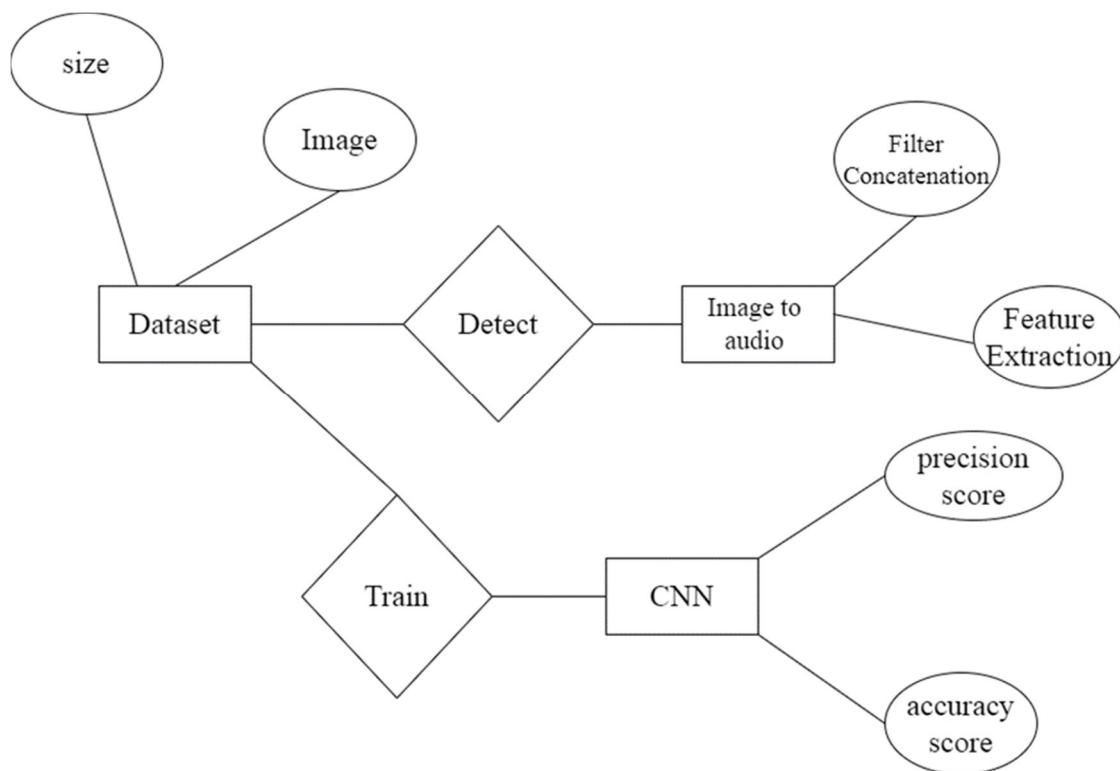 size
Image
Filter
Concatenation
Dataset
Detect
Image to
audio
Feature
Extraction
precision
score
Train
CNN
accuracy
score